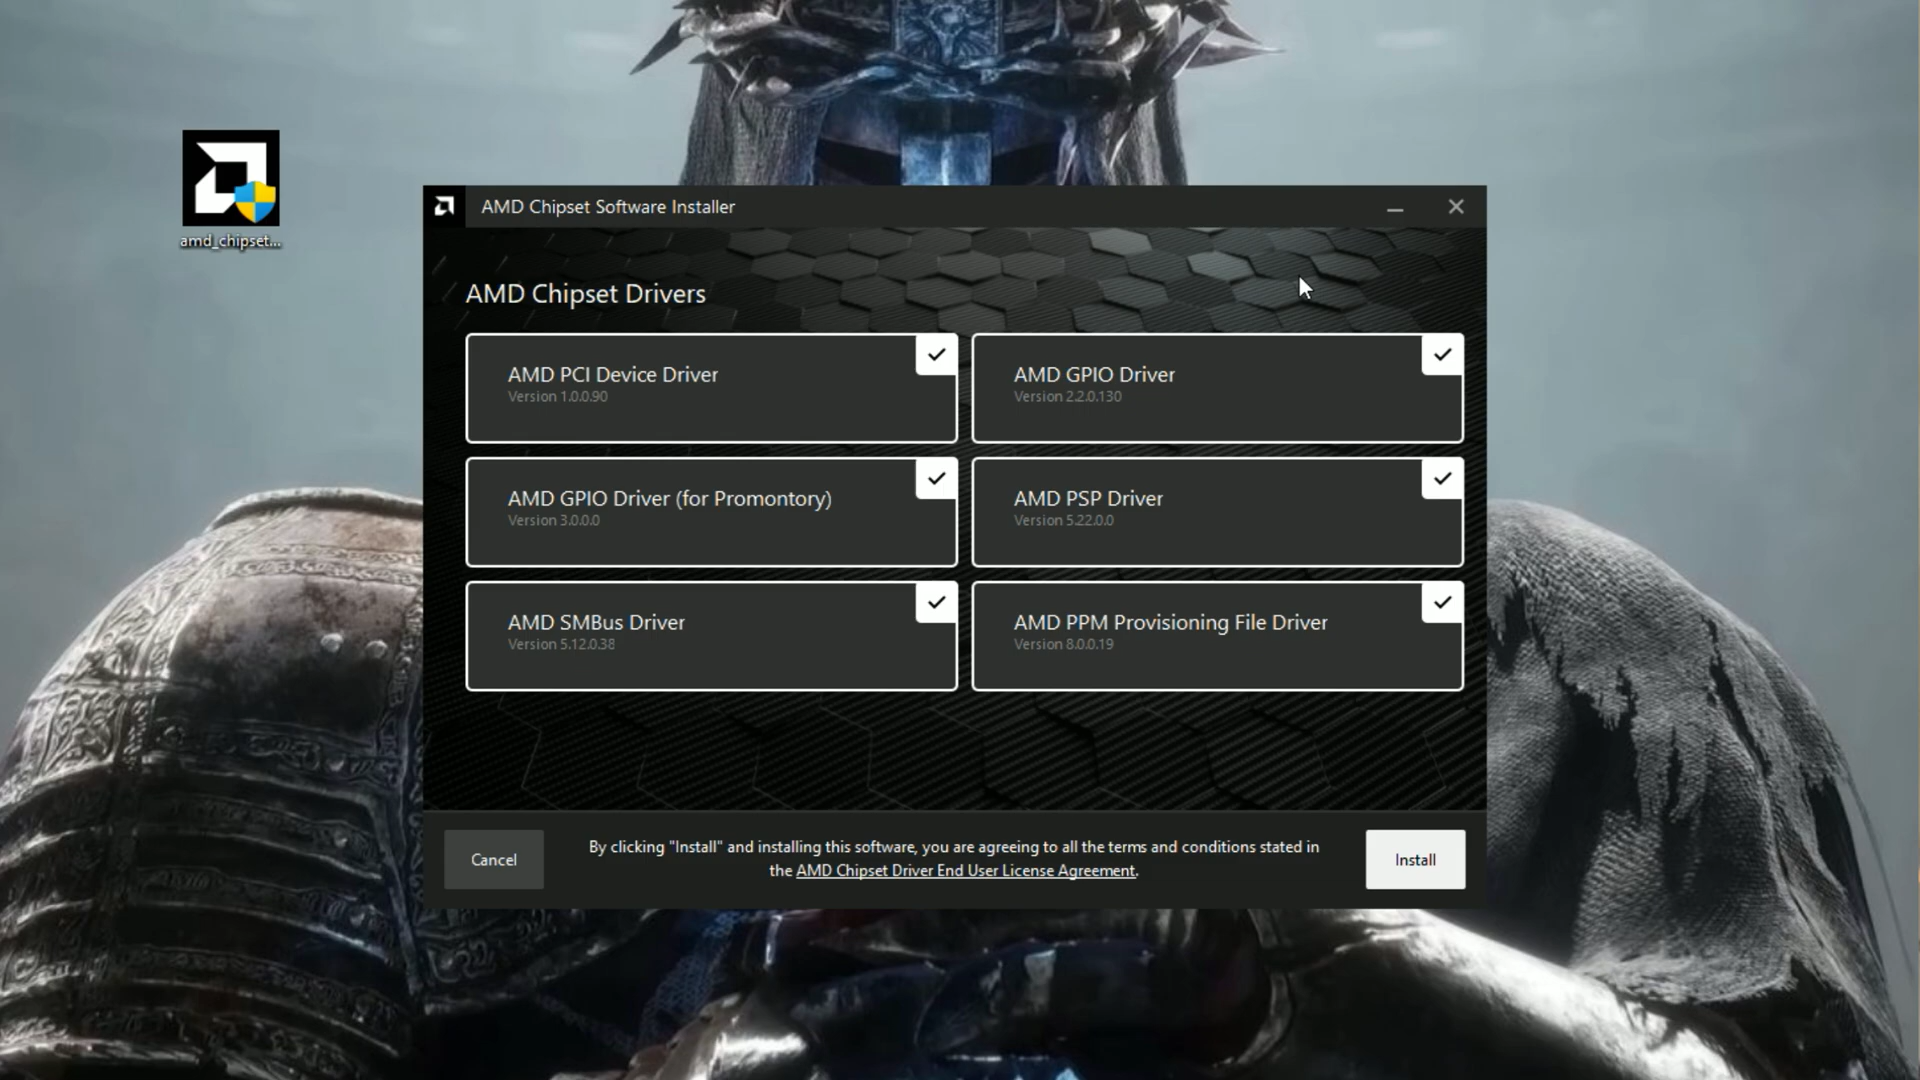 amd_chipset...
AMD Chipset Software Installer
AMD Chipset Drivers
AMD PCI Device Driver
Version 1.0.0.90
AMD GPIO Driver
Version 2.2.0.130
AMD GPIO Driver (for Promontory)
Version 3.0.0.0
AMD PSP Driver
Version 5.22.0.0
AMD SMBus Driver
Version 5.12.0.38
AMD PPM Provisioning File Driver
Version 8.0.0.19
Cancel
By clicking "Install" and installing this software, you are agreeing to all the terms and conditions stated in
the AMD Chipset Driver End User License Agreement.
Install